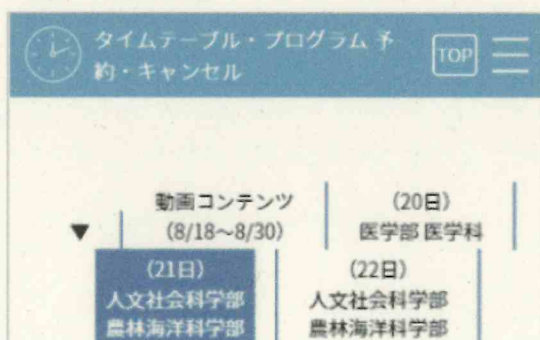 タイムテーブル・プログラム 予
約・キャンセル
TOP
動画コンテンツ
(8/18～8/30)
(20日)
医学部 医学科
▼
(21日)
人文社会科学部
農林海洋科学部
(22日)
人文社会科学部
農林海洋科学部